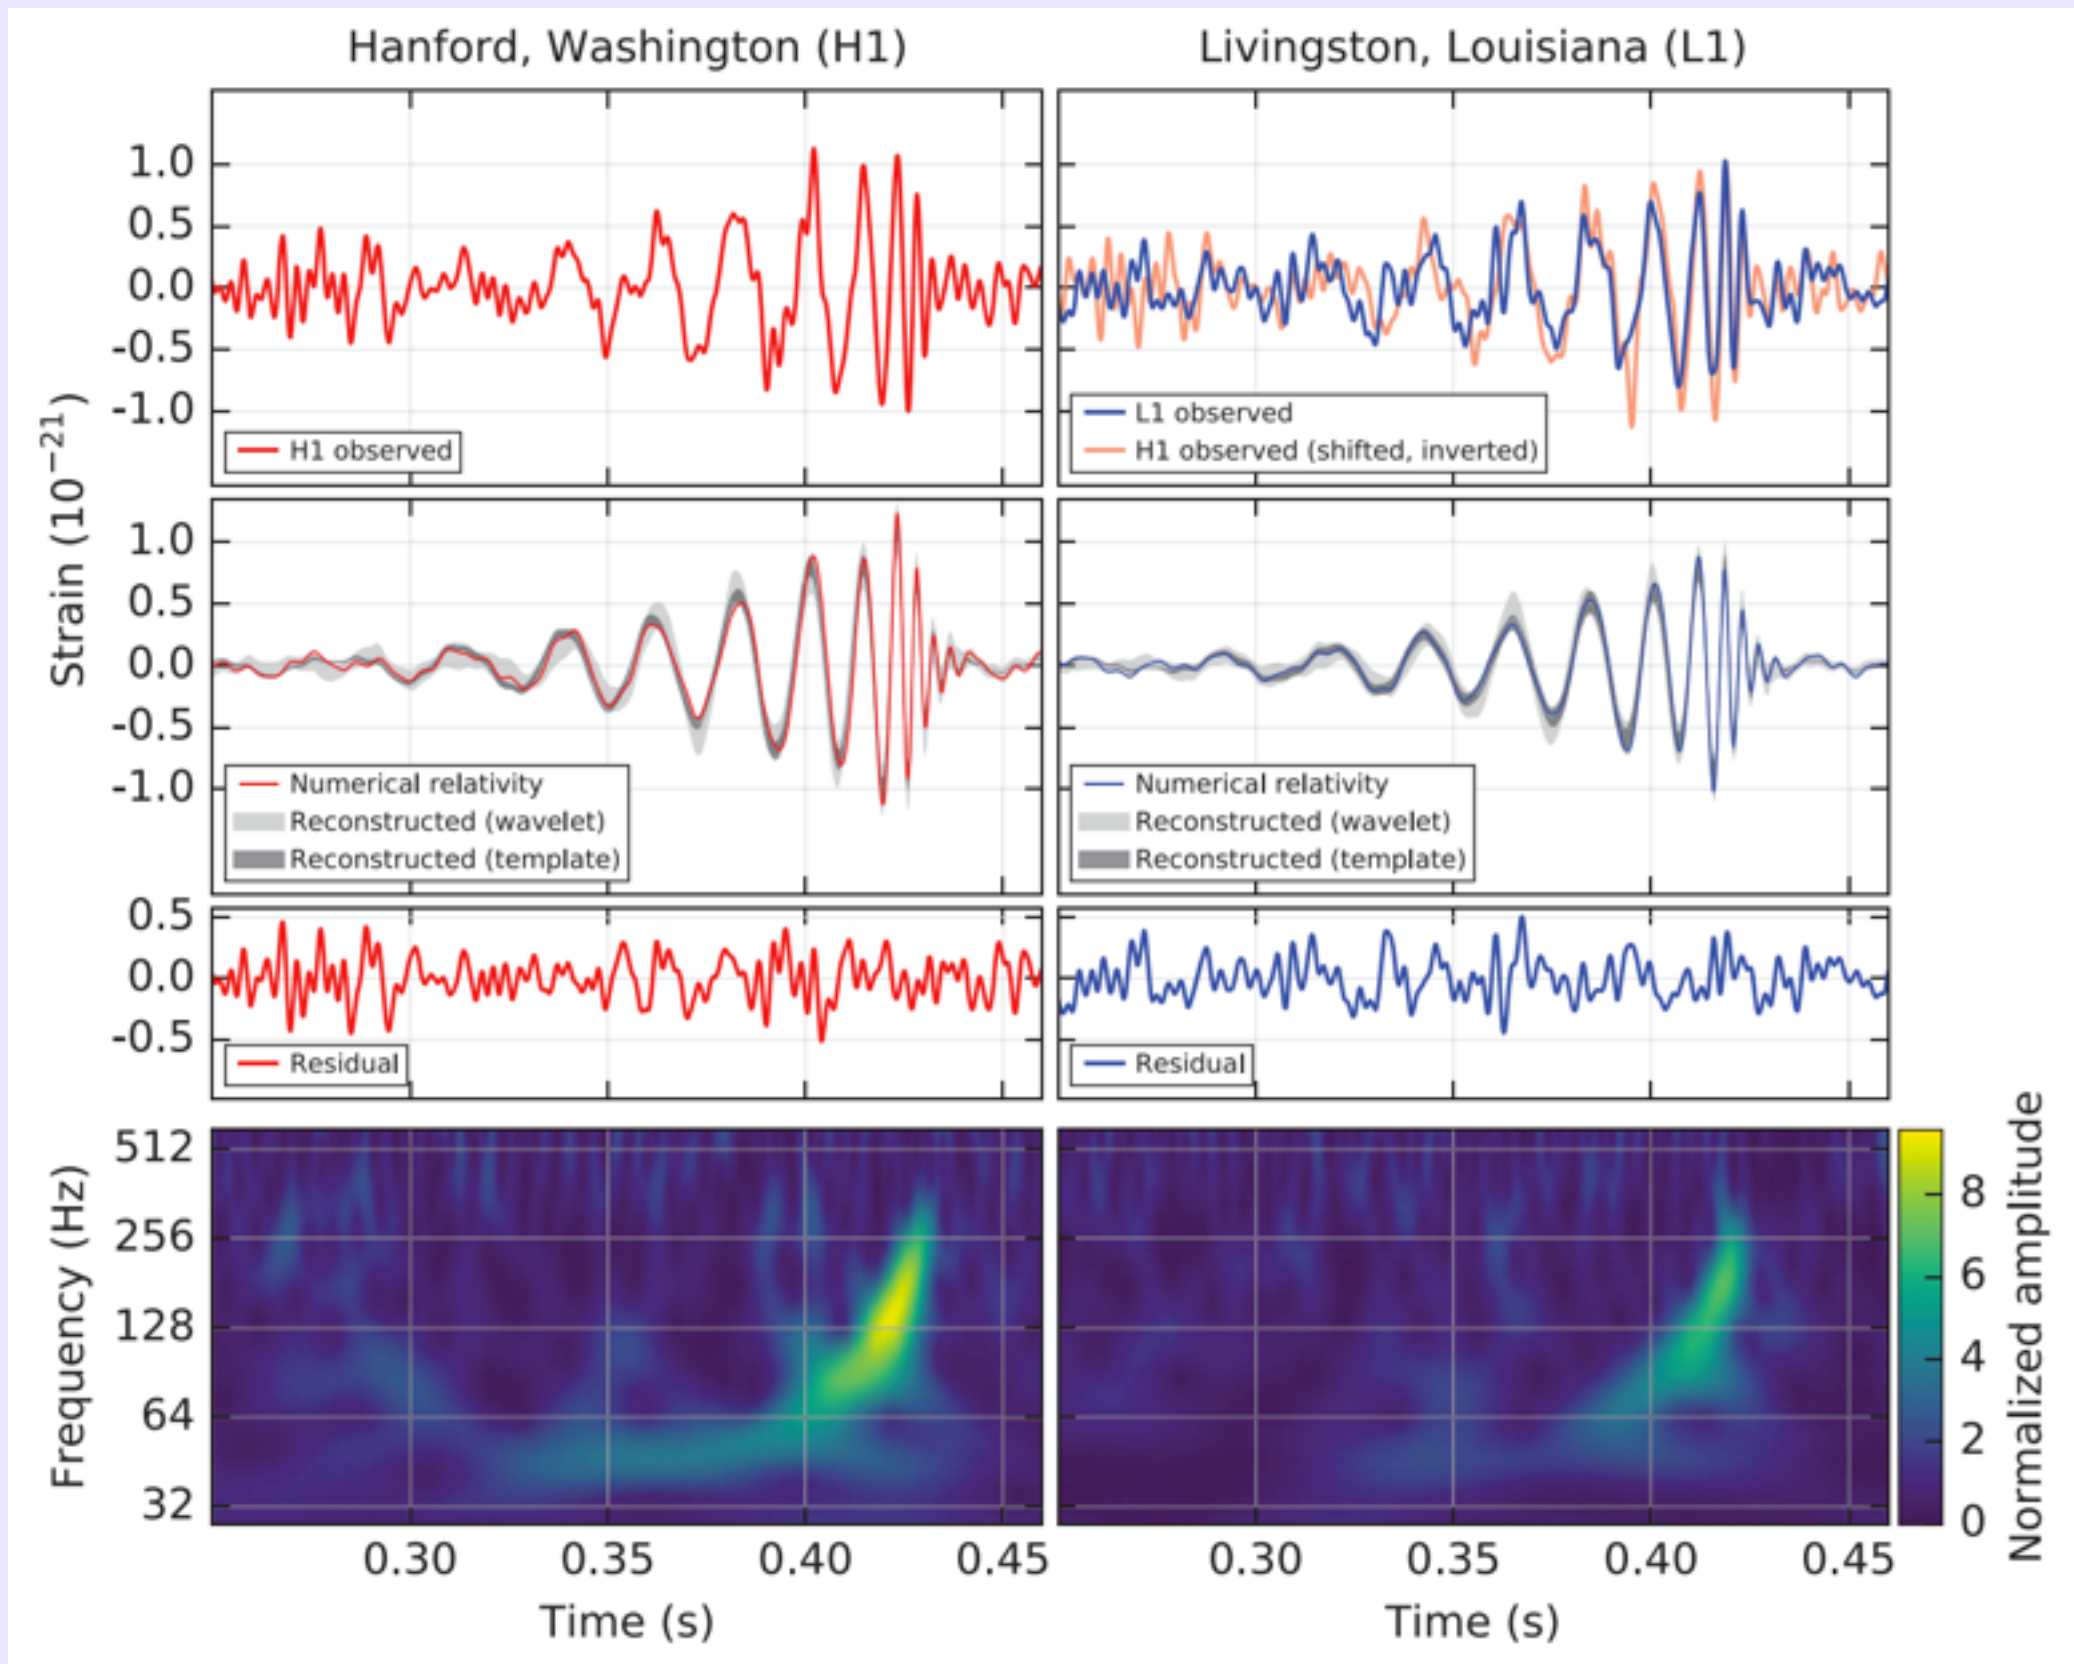 Hanford, Washington (H1)
Livingston, Louisiana (L1)
Strain (10⁻²¹)
1.0
0.5
0.0
-0.5
-1.0
H1 observed
L1 observed
H1 observed (shifted, inverted)
1.0
0.5
0.0
-0.5
-1.0
Numerical relativity
Reconstructed (wavelet)
Reconstructed (template)
Numerical relativity
Reconstructed (wavelet)
Reconstructed (template)
0.5
0.0
-0.5
Residual
Residual
Frequency (Hz)
512
256
128
64
32
8
6
4
2
0
Normalized amplitude
0.30 0.35 0.40 0.45
0.30 0.35 0.40 0.45
Time (s)
Time (s)